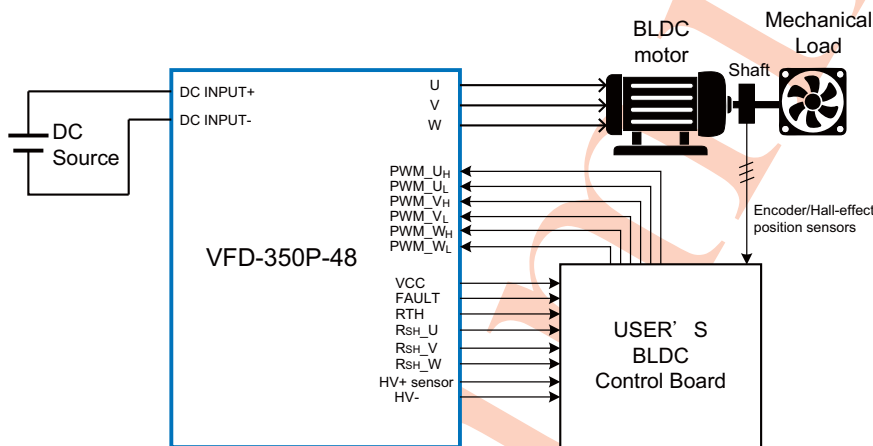 BLDC
motor
Mechanical
Load
Shaft
DC INPUT+
DC INPUT-
U
V
W
DC
Source
PWM_UH
PWM_UL
PWM_VH
PWM_VL
PWM_WH
PWM_WL
Encoder/Hall-effect
position sensors
VFD-350P-48
VCC
FAULT
RTH
RSH_U
RSH_V
RSH_W
HV+ sensor
HV-
USER' S
BLDC
Control Board